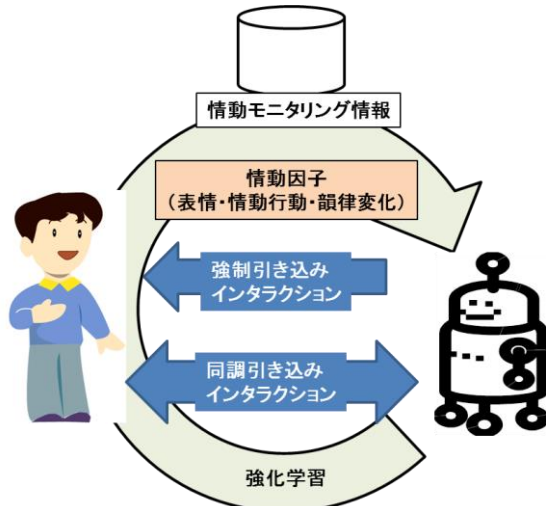 情動モニタリング情報
情動因子
（表情・情動行動・韻律変化）
強制引き込み
インタラクション
同調引き込み
インタラクション
強化学習